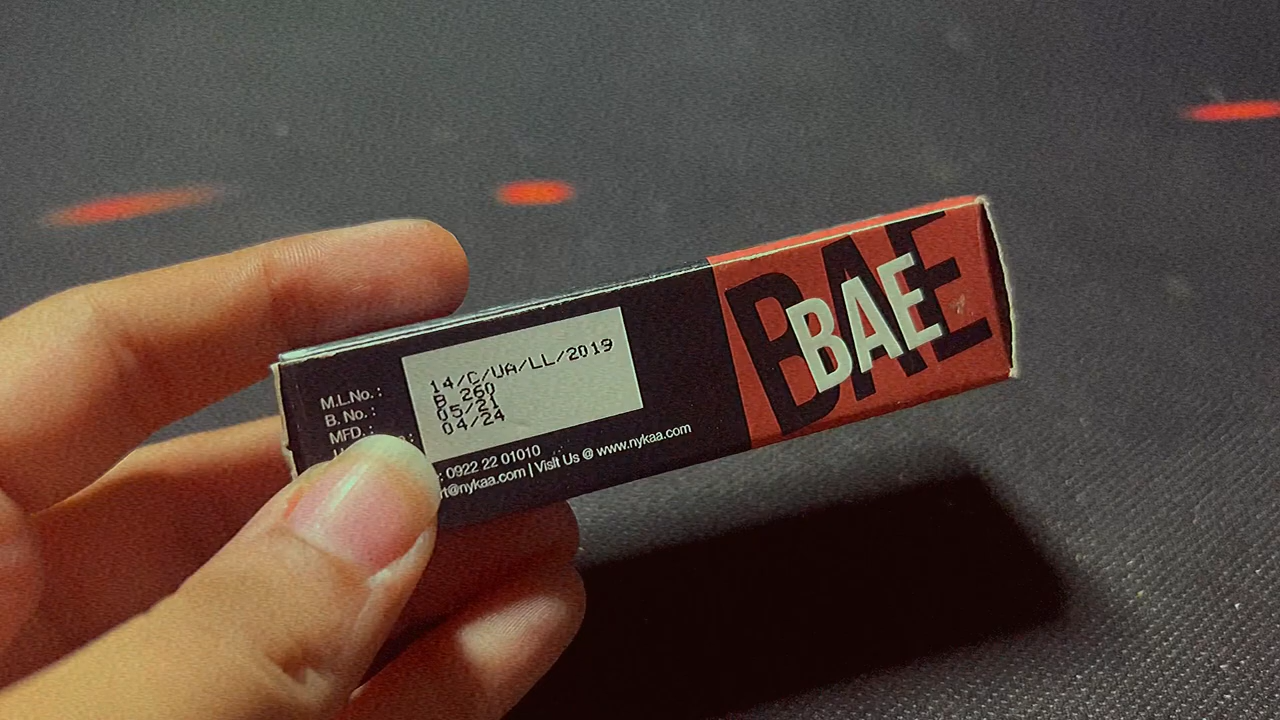 M.L.No.: 14/C/UA/LL/2019
B. No.: B 260
MFD.: 05/21
04/24
: 0922 22 01010
rt@nykaa.com | Visit Us @ www.nykaa.com
BAE
BAE